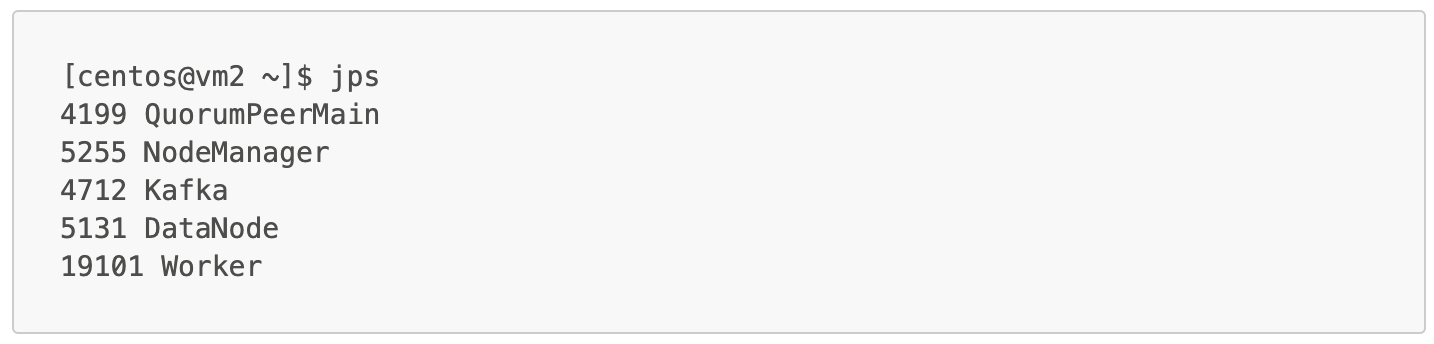 [centos@vm2 ~]$ jps
4199 QuorumPeerMain
5255 NodeManager
4712 Kafka
5131 DataNode
19101 Worker